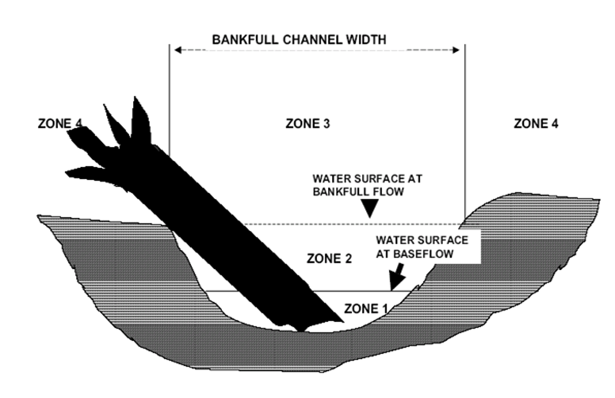 BANKFULL CHANNEL WIDTH
ZONE 4
ZONE 3
ZONE 4
WATER SURFACE AT
BANKFULL FLOW
WATER SURFACE
AT BASEFLOW
ZONE 2
ZONE 1